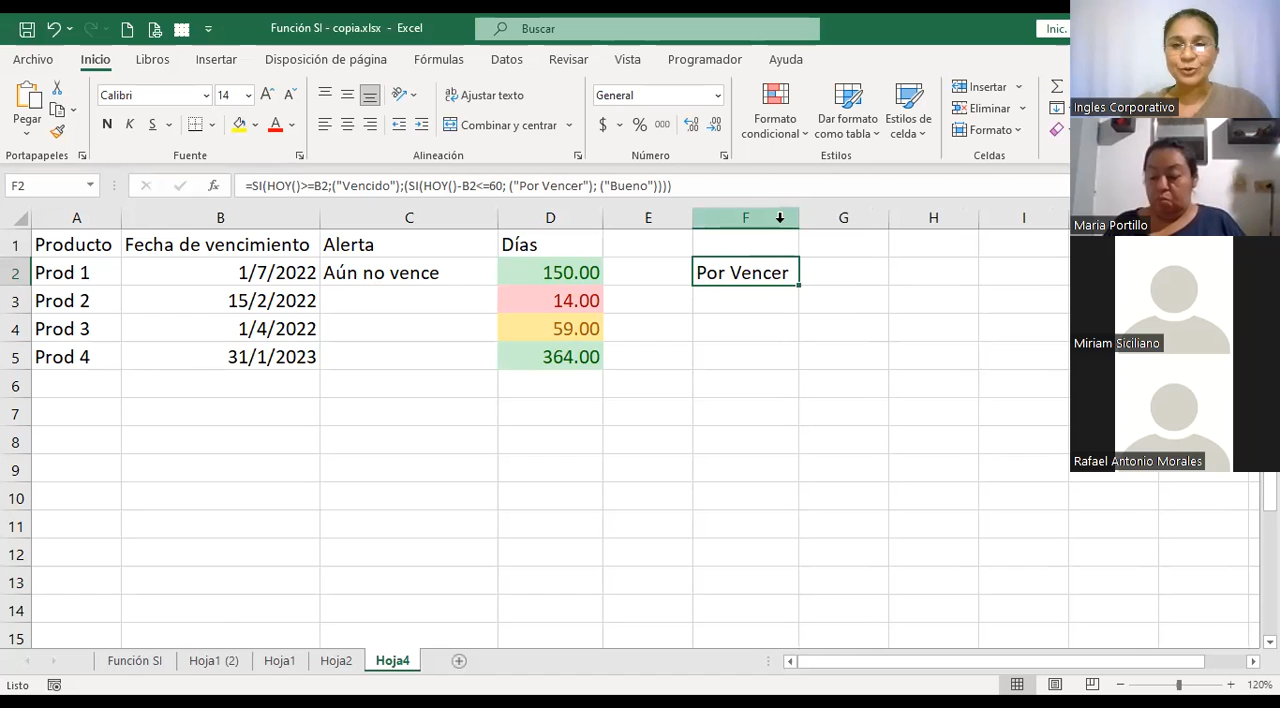 Función SI - copia.xlsx - Excel
Buscar
Inic.
Archivo Inicio Libros Insertar Disposición de página Fórmulas Datos Revisar Vista Programador Ayuda
Pegar
Calibri 14
N K S
Ajustar texto
Combinar y centrar
General
$ % 000
Formato condicional
Dar formato como tabla
Estilos de celda
Insertar
Eliminar
Formato
Portapapeles Fuente Alineación Número Estilos Celdas
F2 fx =SI(HOY()>=B2;("Vencido");(SI(HOY()-B2<=60; ("Por Vencer"); ("Bueno"))))
A B C D E F G H I
1 Producto Fecha de vencimiento Alerta Días
2 Prod 1 1/7/2022 Aún no vence 150.00 Por Vencer
3 Prod 2 15/2/2022 14.00
4 Prod 3 1/4/2022 59.00
5 Prod 4 31/1/2023 364.00
6
7
8
9
10
11
12
13
14
15
Función SI Hoja1 (2) Hoja1 Hoja2 Hoja4
Listo
120%
Ingles Corporativo
Maria Portillo
Miriam Siciliano
Rafael Antonio Morales